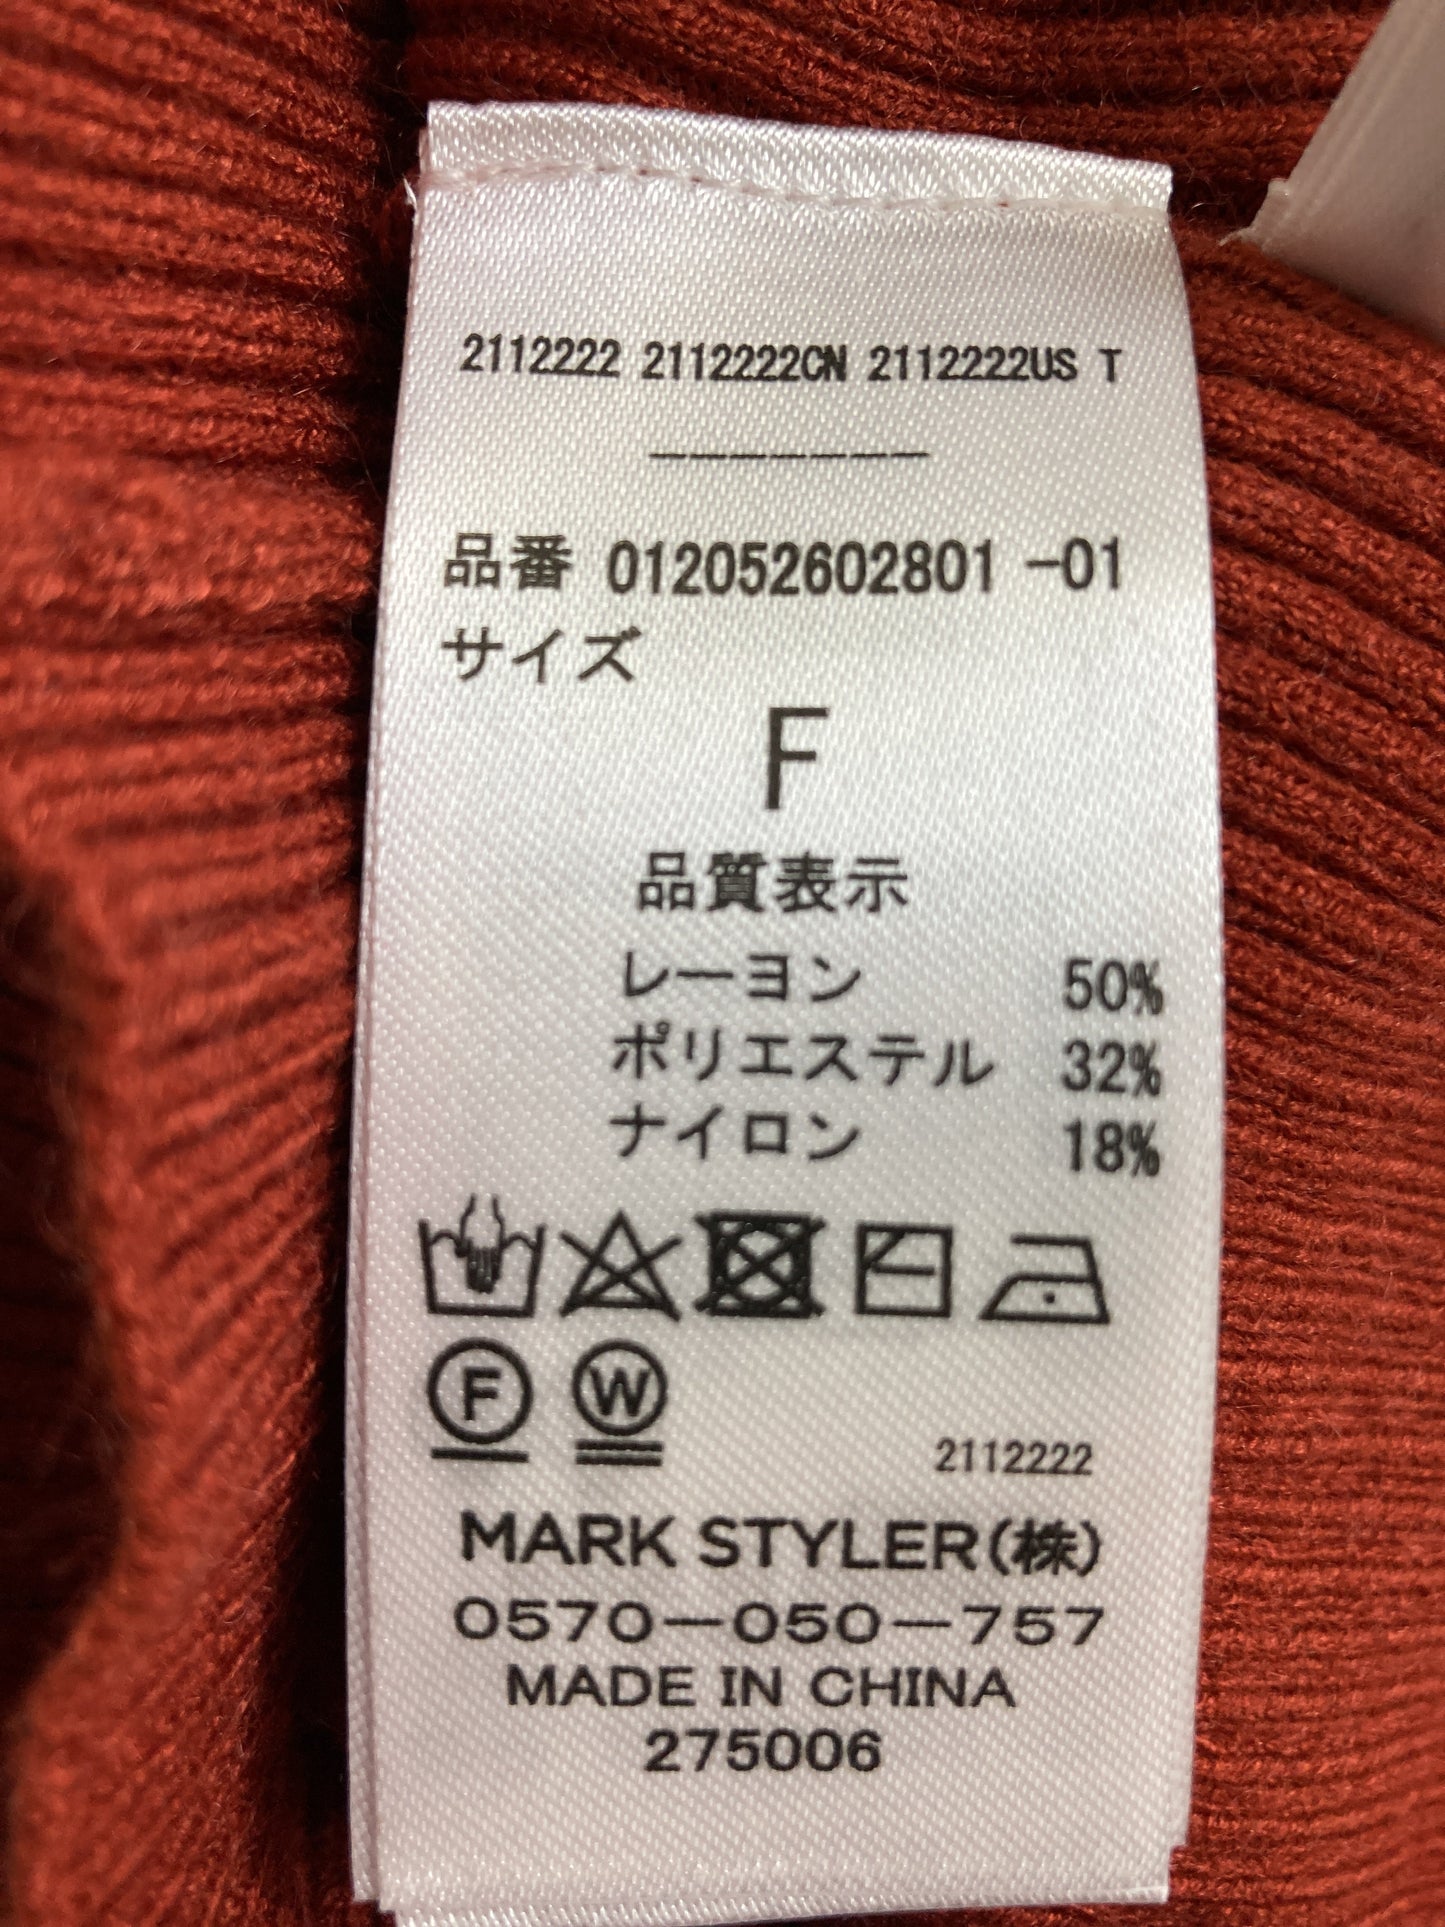 2112222 2112222CN 2112222US T
-------
品番 012052602801 -01
サイズ
F
品質表示
レーヨン 50%
ポリエステル 32%
ナイロン 18%
F W
2112222
MARK STYLER(株)
0570-050-757
MADE IN CHINA
275006